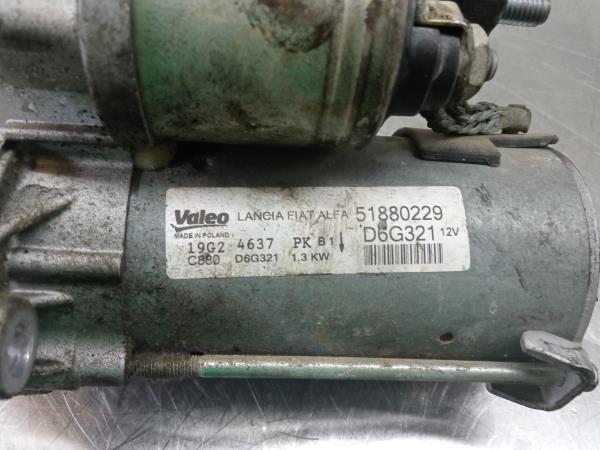 Valeo LANCIA FIAT ALFA 51880229
MADE IN POLAND D6G321 12V
19G2 4637 PK B1
C880 D6G321 1,3 KW